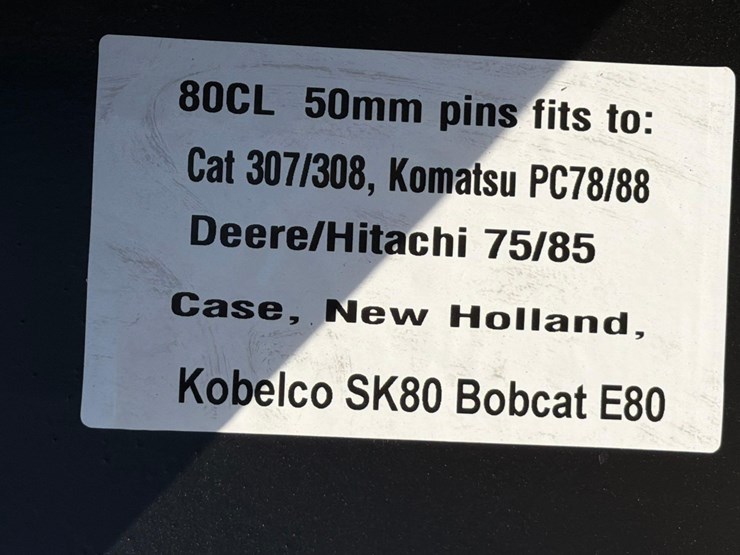 80CL 50mm pins fits to:
Cat 307/308, Komatsu PC78/88
Deere/Hitachi 75/85
Case, New Holland,
Kobelco SK80 Bobcat E80